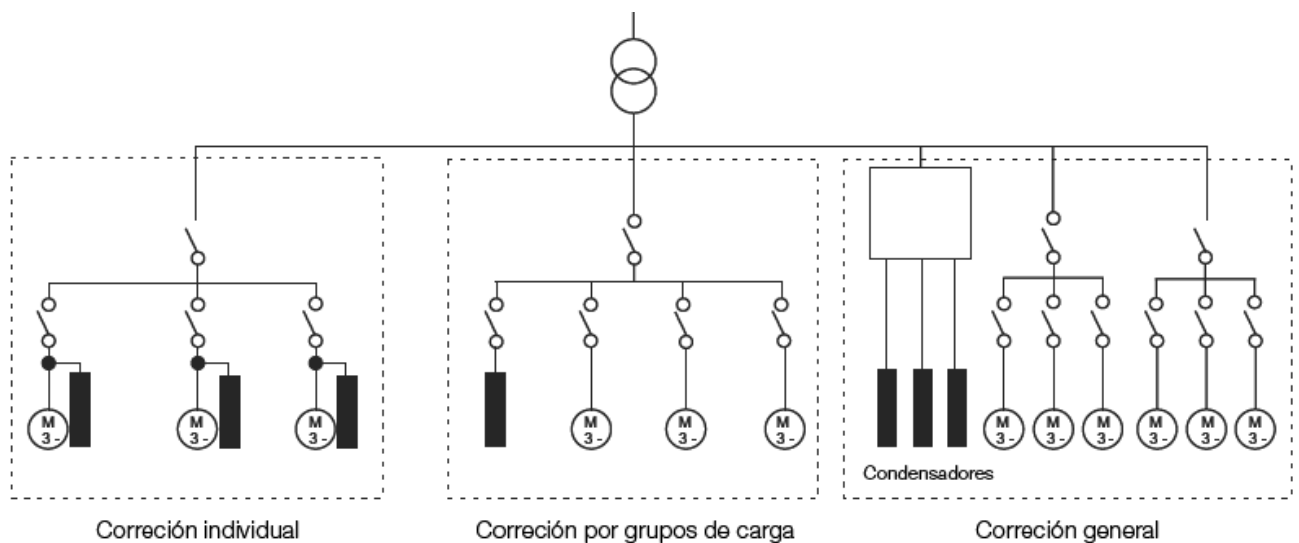 M
3-
M
3-
M
3-
M
3-
M
3-
M
3-
M
3-
M
3-
M
3-
M
3-
M
3-
M
3-
Condensadores
Correción individual
Correción por grupos de carga
Correción general